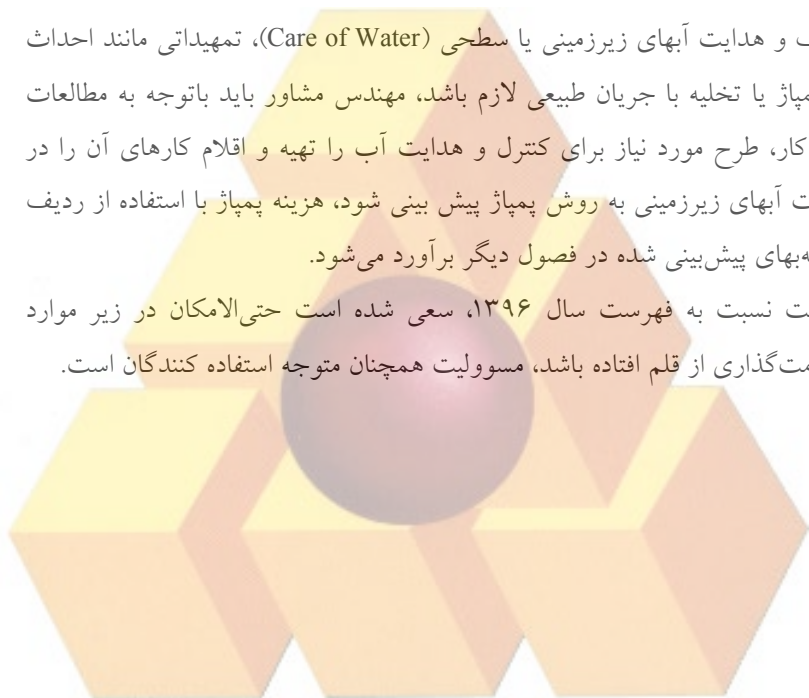 و هدایت آبهای زیرزمینی یا سطحی (Care of Water)، تمهیداتی مانند احداث
پمپاژ یا تخلیه با جریان طبیعی لازم باشد، مهندس مشاور باید باتوجه به مطالعات
کار، طرح مورد نیاز برای کنترل و هدایت آب را تهیه و اقلام کارهای آن را در
آبهای زیرزمینی به روش پمپاژ پیش بینی شود، هزینه پمپاژ با استفاده از ردیف
بهای پیش‌بینی شده در فصول دیگر برآورد می‌شود.
نسبت به فهرست سال ۱۳۹۶، سعی شده است حتی‌الامکان در زیر موارد
قیمت‌گذاری از قلم افتاده باشد، مسوولیت همچنان متوجه استفاده کنندگان است.